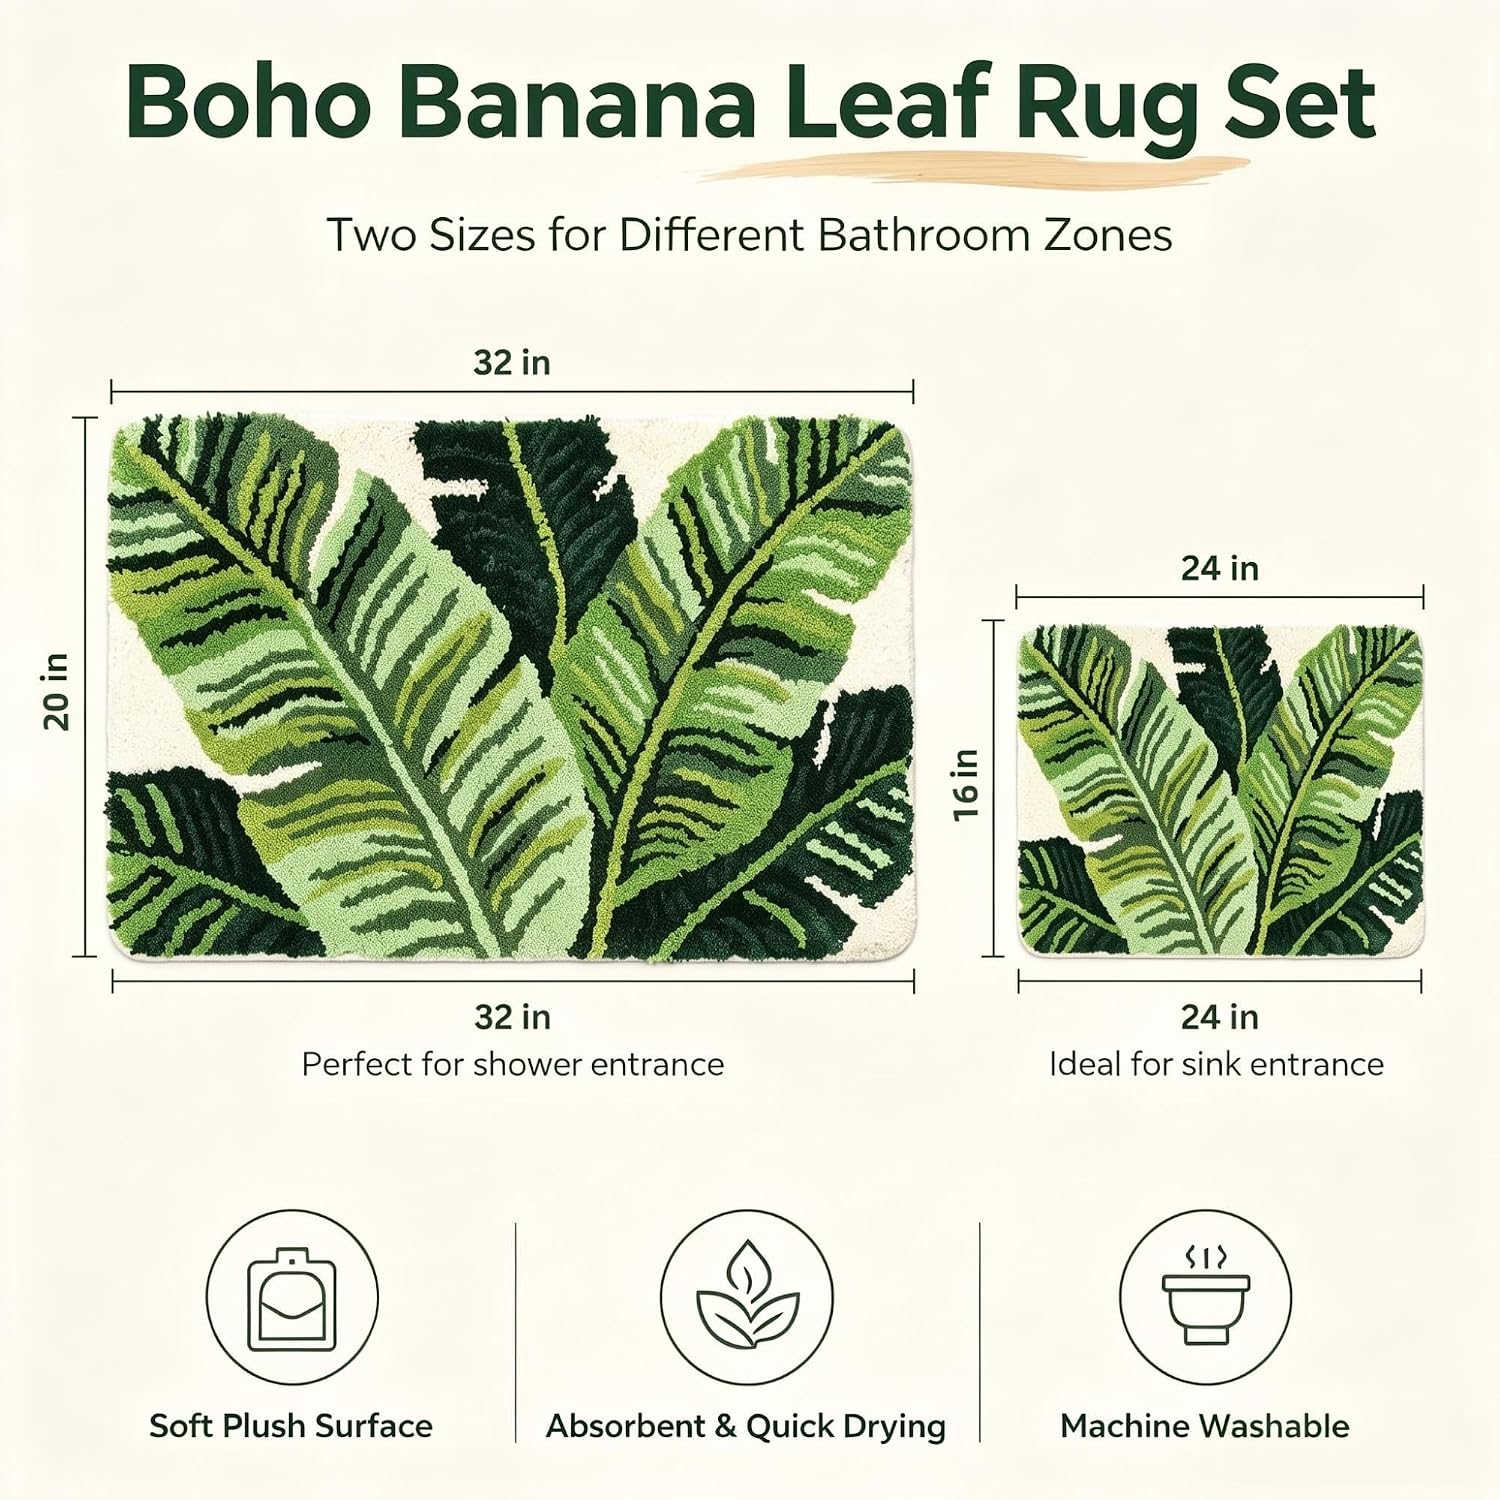 Boho Banana Leaf Rug Set
Two Sizes for Different Bathroom Zones
32 in
20 in
24 in
16 in
32 in
Perfect for shower entrance
24 in
Ideal for sink entrance
Soft Plush Surface
Absorbent & Quick Drying
Machine Washable